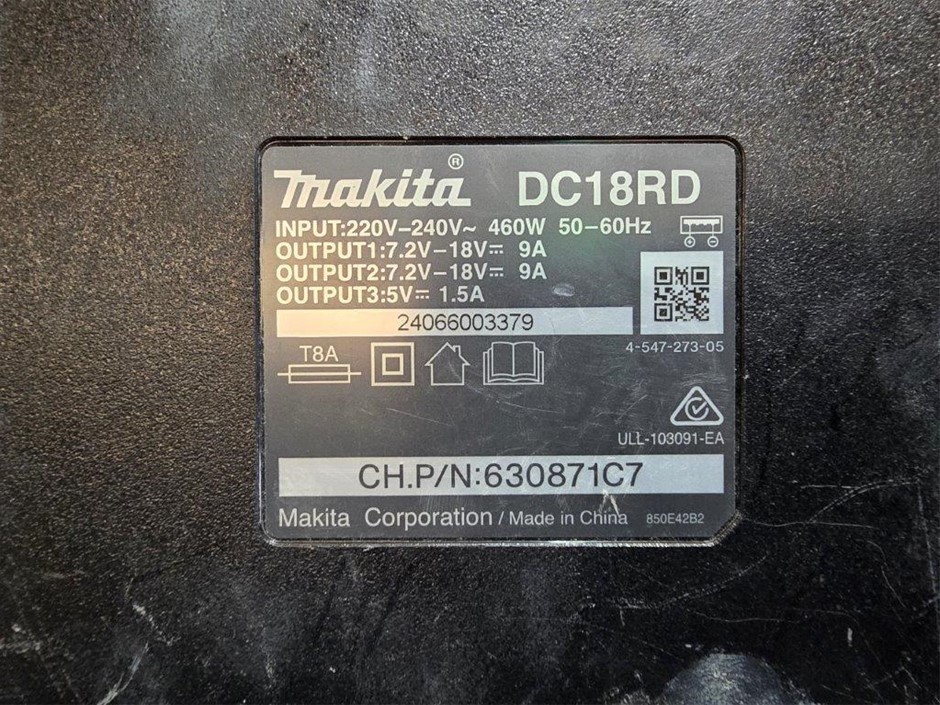 makita® DC18RD
INPUT:220V–240V~ 460W 50–60Hz
OUTPUT1:7.2V–18V⎓ 9A
OUTPUT2:7.2V–18V⎓ 9A
OUTPUT3:5V⎓ 1.5A
24066003379
4-547-273-05
T8A
ULL-103091-EA
CH.P/N:630871C7
Makita Corporation / Made in China 850E42B2